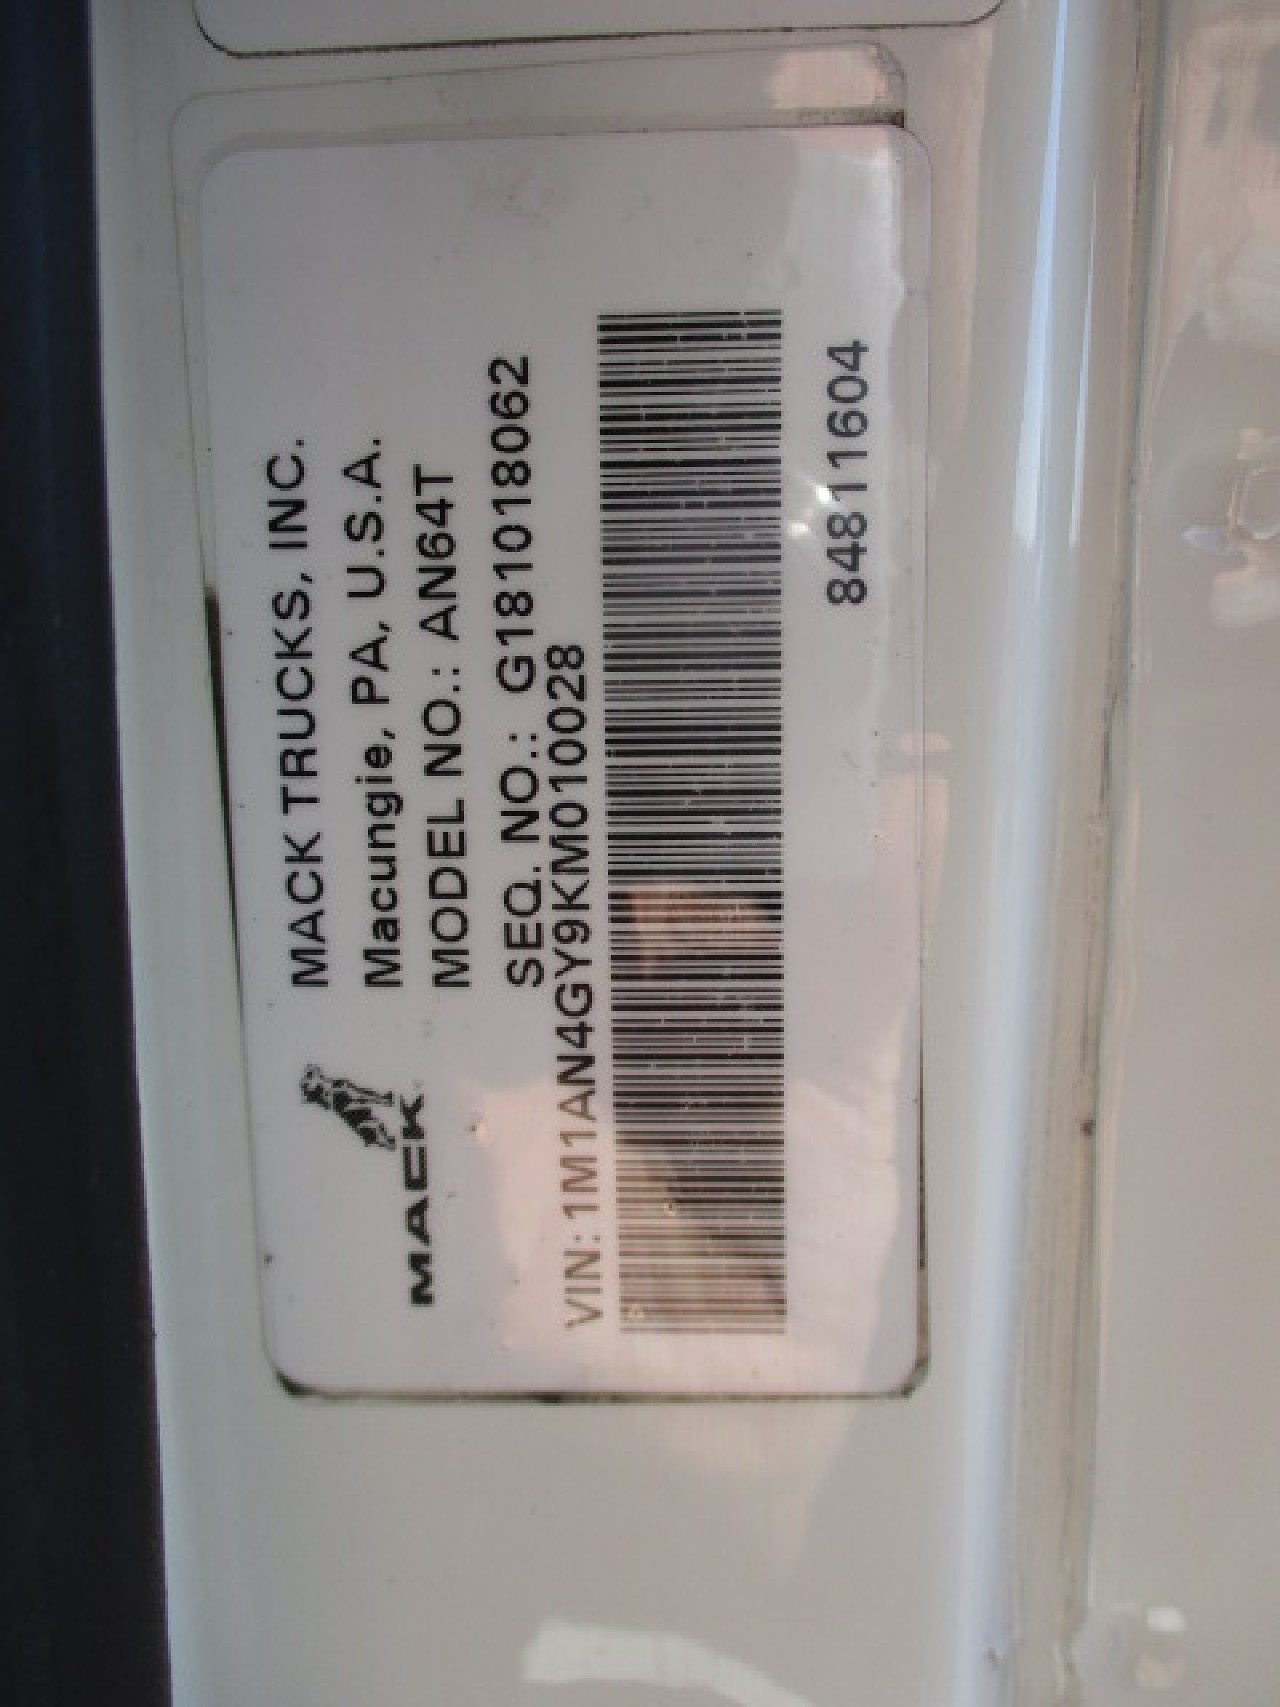 MACK TRUCKS, INC.
Macungie, PA, U.S.A.
MODEL NO.: AN64T
MACK
SEQ. NO.: G181018062
VIN: 1M1AN4GY9KM010028
84811604